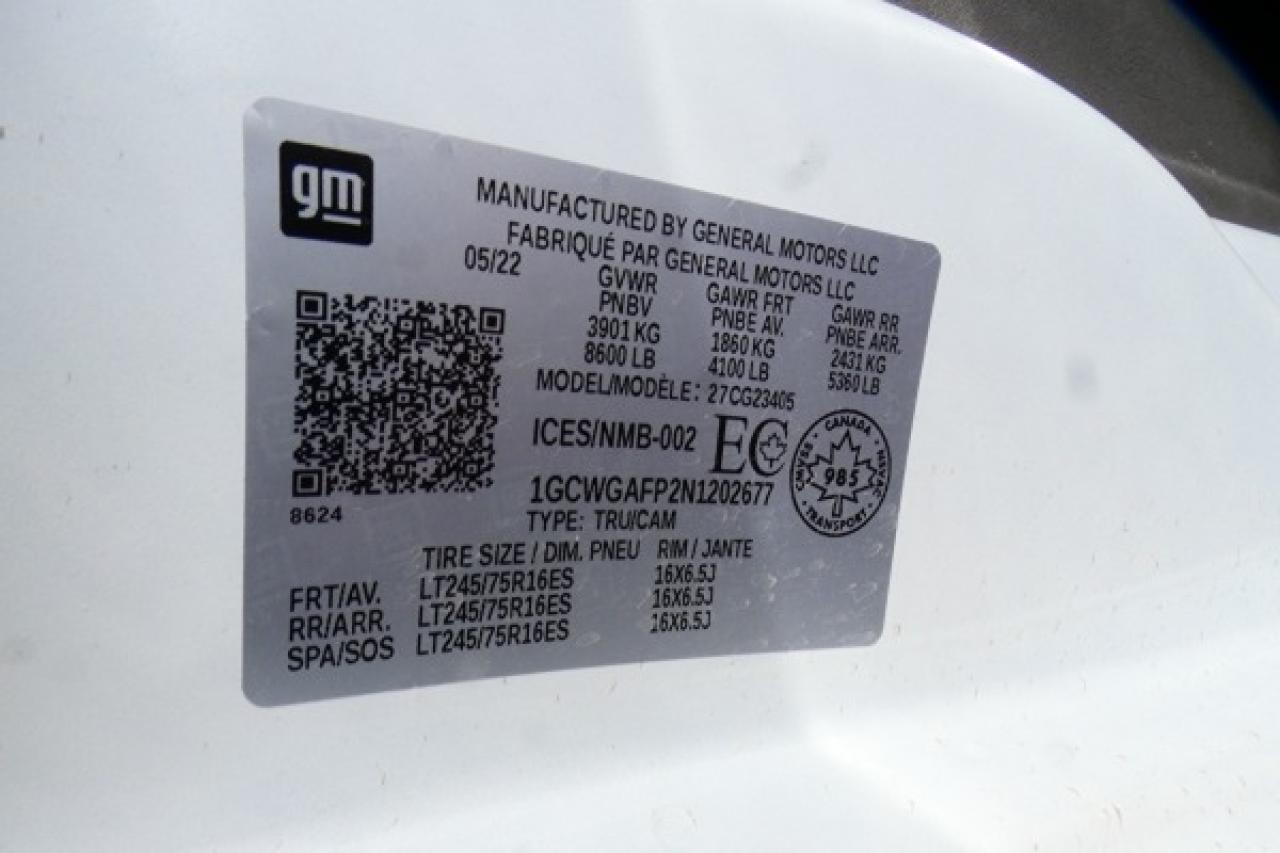 gm
MANUFACTURED BY GENERAL MOTORS LLC
FABRIQUÉ PAR GENERAL MOTORS LLC
05/22
GVWR GAWR FRT GAWR RR
PNBV PNBE AV. PNBE ARR.
3901 KG 1860 KG 2431 KG
8600 LB 4100 LB 5360 LB
MODEL/MODÈLE: 27CG23405
ICES/NMB-002 EC
CANADA
CMVSS 985 NSVAC
TRANSPORT
1GCWGAFP2N1202677
8624
TYPE: TRU/CAM
TIRE SIZE / DIM. PNEU RIM / JANTE
FRT/AV. LT245/75R16ES 16X6.5J
RR/ARR. LT245/75R16ES 16X6.5J
SPA/SOS LT245/75R16ES 16X6.5J